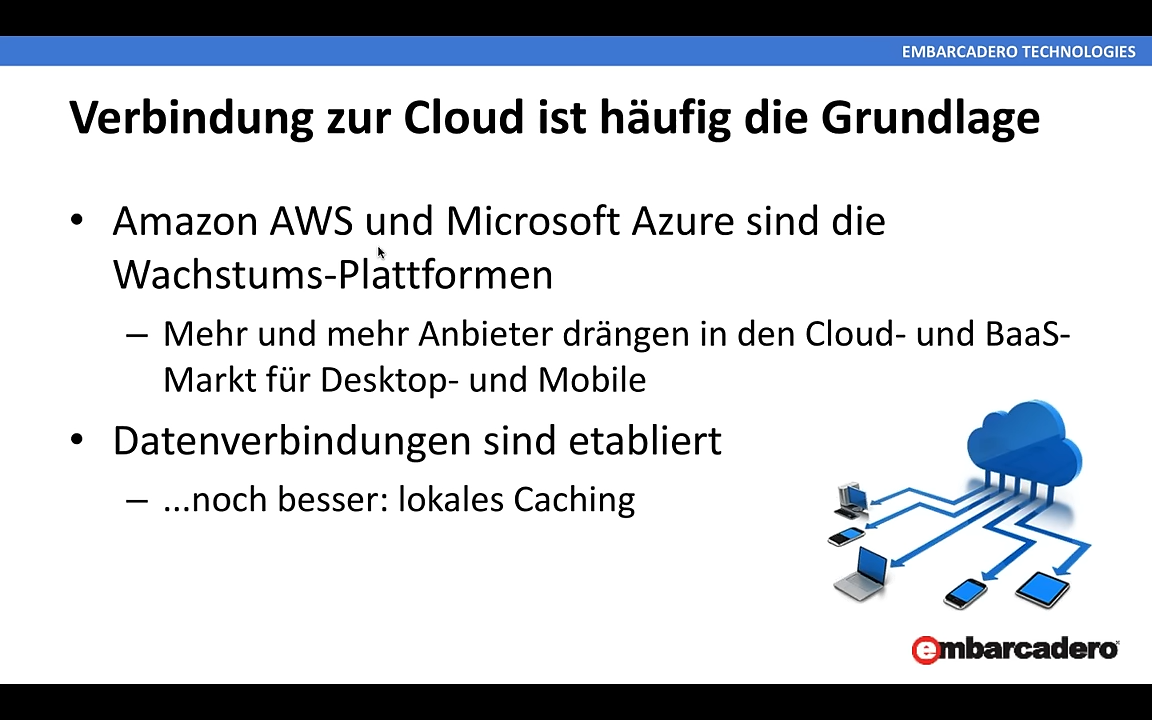 EMBARCADERO TECHNOLOGIES
Verbindung zur Cloud ist häufig die Grundlage
• Amazon AWS und Microsoft Azure sind die
Wachstums-Plattformen
– Mehr und mehr Anbieter drängen in den Cloud- und BaaS-
Markt für Desktop- und Mobile
• Datenverbindungen sind etabliert
– ...noch besser: lokales Caching
embarcadero